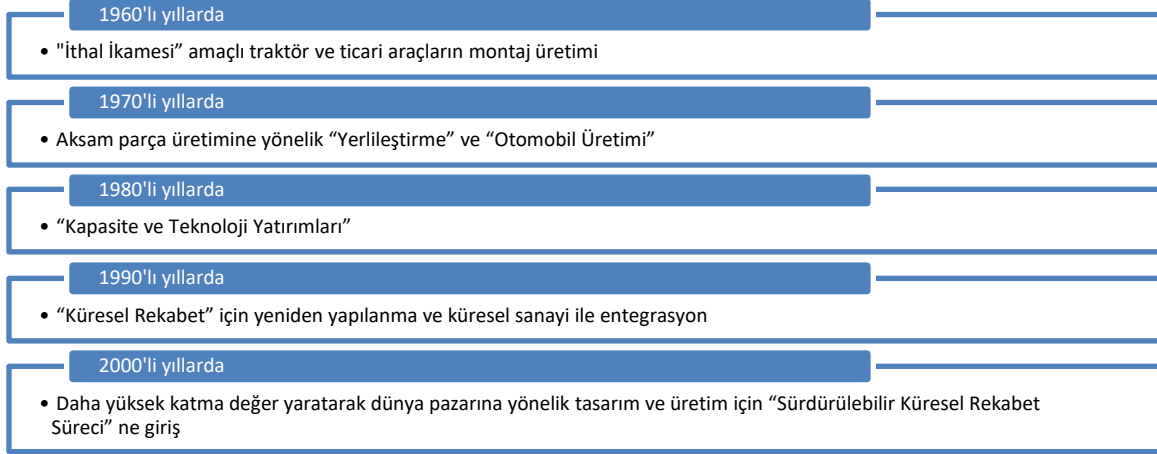 1960'lı yıllarda
• "İthal İkamesi” amaçlı traktör ve ticari araçların montaj üretimi
1970'li yıllarda
• Aksam parça üretimine yönelik “Yerlileştirme” ve “Otomobil Üretimi”
1980'li yıllarda
• “Kapasite ve Teknoloji Yatırımları”
1990'lı yıllarda
• “Küresel Rekabet” için yeniden yapılanma ve küresel sanayi ile entegrasyon
2000'li yıllarda
• Daha yüksek katma değer yaratarak dünya pazarına yönelik tasarım ve üretim için “Sürdürülebilir Küresel Rekabet
Süreci” ne giriş